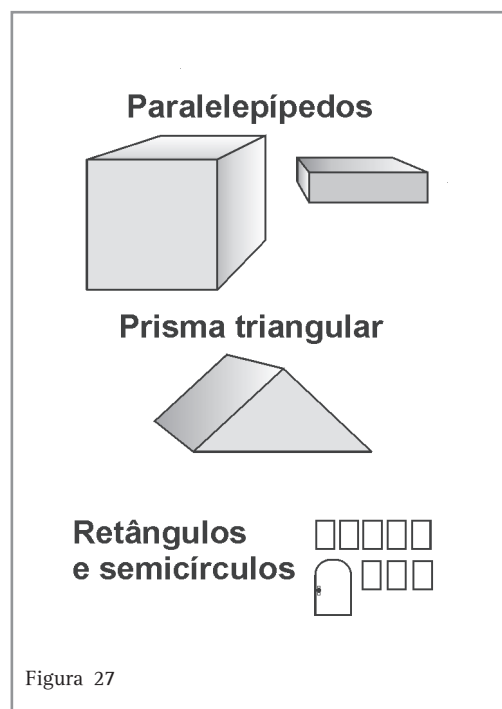 Paralelepípedos
Prisma triangular
Retângulos
e semicírculos
Figura 27